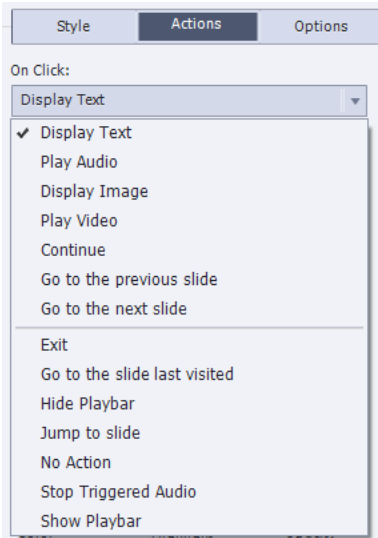 Style Actions Options
On Click:
Display Text
Display Text
Play Audio
Display Image
Play Video
Continue
Go to the previous slide
Go to the next slide
Exit
Go to the slide last visited
Hide Playbar
Jump to slide
No Action
Stop Triggered Audio
Show Playbar